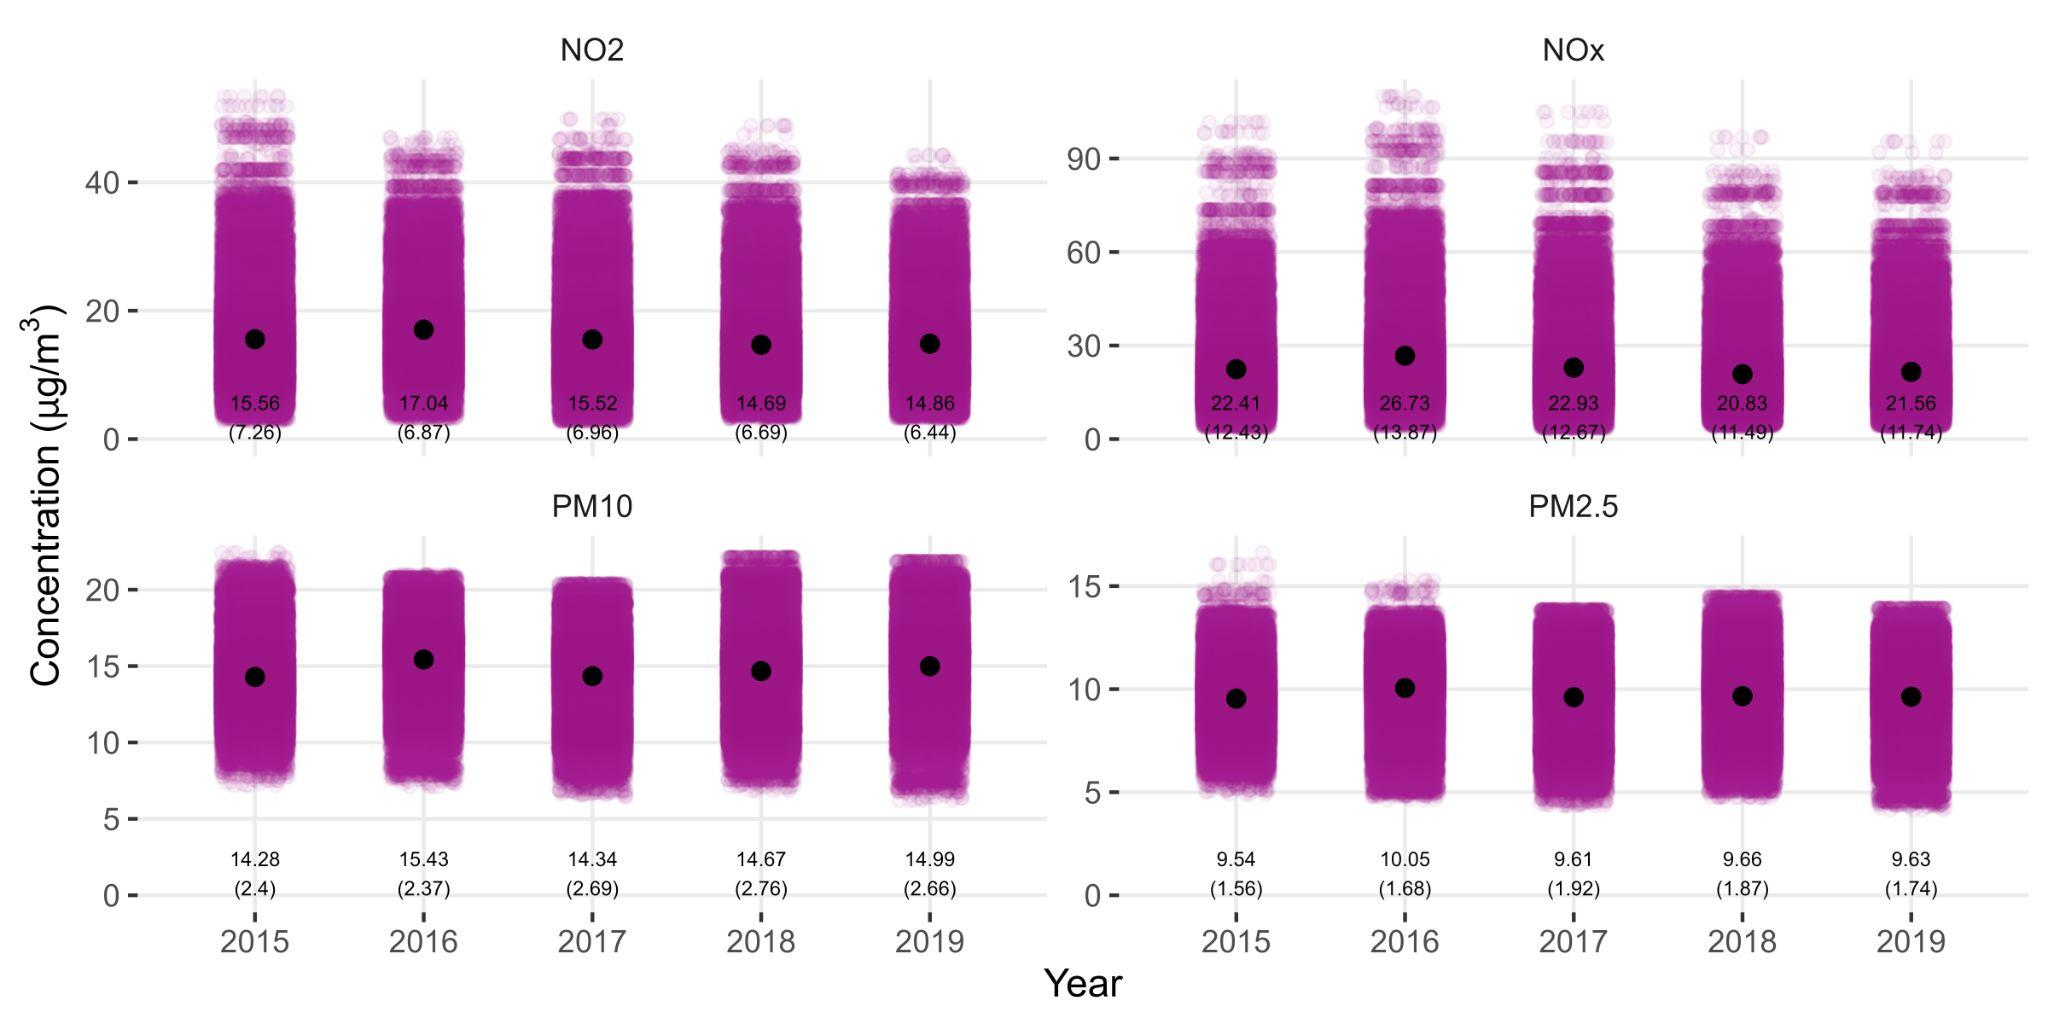 NO2
NOx
Concentration (µg/m³)
40
20
0
15.56 17.04 15.52 14.69 14.86
(7.26) (6.87) (6.96) (6.69) (6.44)
90
60
30
0
22.41 26.73 22.93 20.83 21.56
(12.43) (13.87) (12.67) (11.49) (11.74)
PM10
PM2.5
20
15
10
5
0
14.28 15.43 14.34 14.67 14.99
(2.4) (2.37) (2.69) (2.76) (2.66)
2015 2016 2017 2018 2019
15
10
5
0
9.54 10.05 9.61 9.66 9.63
(1.56) (1.68) (1.92) (1.87) (1.74)
2015 2016 2017 2018 2019
Year